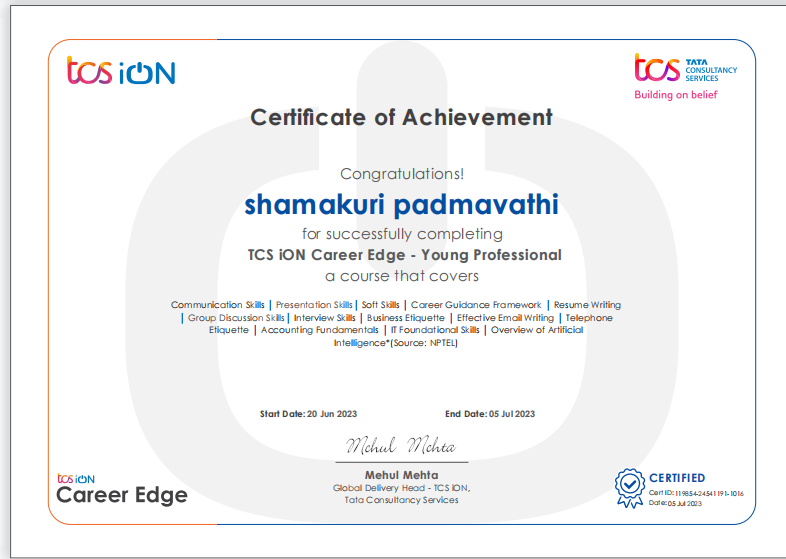 tcs iON
tcs TATA
CONSULTANCY
SERVICES
Building on belief
Certificate of Achievement
Congratulations!
shamakuri padmavathi
for successfully completing
TCS iON Career Edge - Young Professional
a course that covers
Communication Skills | Presentation Skills | Soft Skills | Career Guidance Framework | Resume Writing
| Group Discussion Skills | Interview Skills | Business Etiquette | Effective Email Writing | Telephone
Etiquette | Accounting Fundamentals | IT Foundational Skills | Overview of Artificial
Intelligence*(Source: NPTEL)
Start Date: 20 Jun 2023 End Date: 05 Jul 2023
Mehul Mehta
Mehul Mehta
Global Delivery Head - TCS iON,
Tata Consultancy Services
tcs iON
Career Edge
CERTIFIED
Cert ID: 119854-24541191-1016
Date: 05 Jul 2023